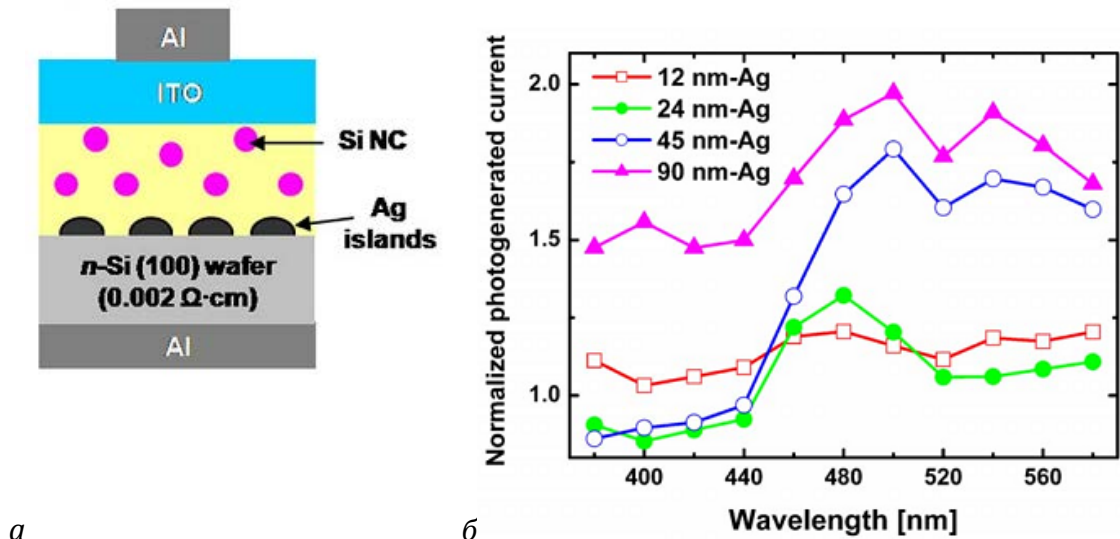 Al
ITO
Si NC
Ag
islands
n-Si (100) wafer
(0.002 Ω·cm)
Al
а
Normalized photogenerated current
2.0
1.5
1.0
12 nm-Ag
24 nm-Ag
45 nm-Ag
90 nm-Ag
400 440 480 520 560
Wavelength [nm]
б